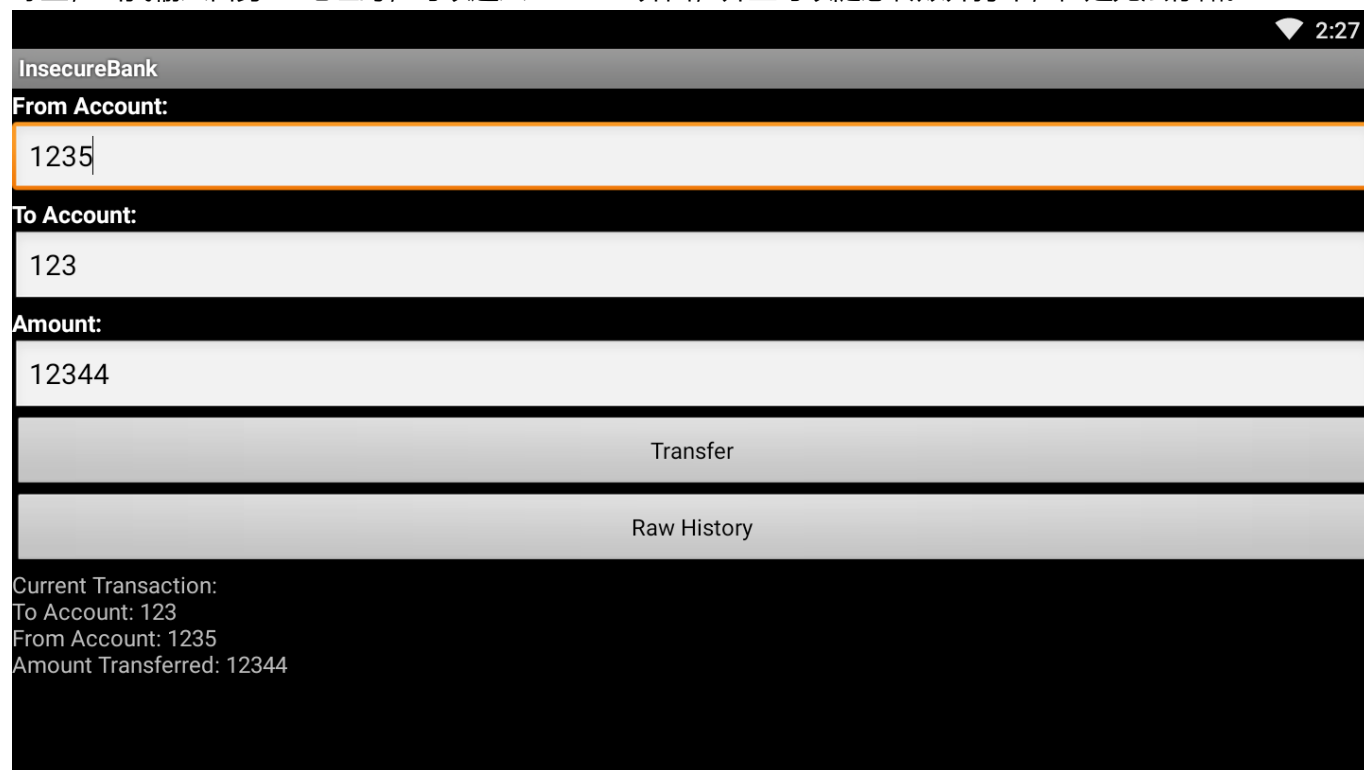 2:27
InsecureBank
From Account:
1235
To Account:
123
Amount:
12344
Transfer
Raw History
Current Transaction:
To Account: 123
From Account: 1235
Amount Transferred: 12344